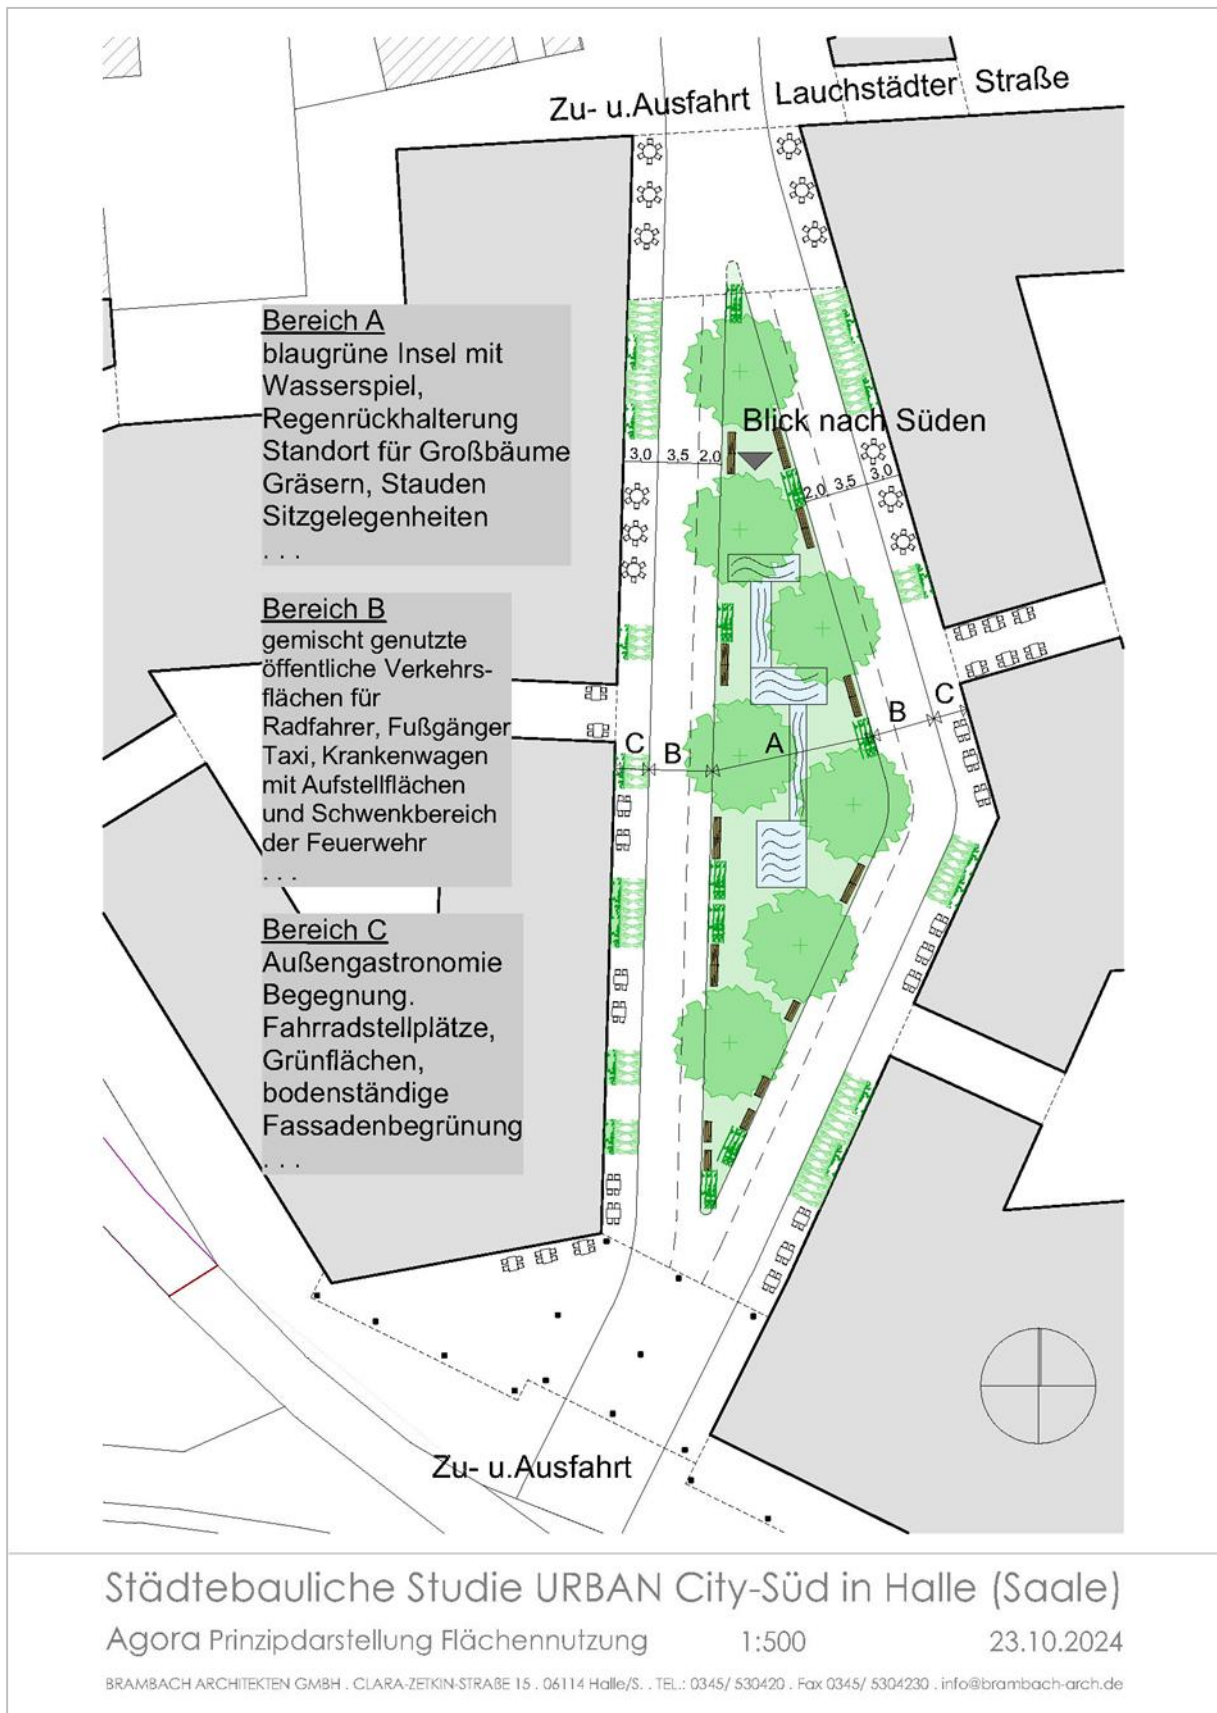 Zu- u.Ausfahrt Lauchstädter Straße
Bereich A
blaugrüne Insel mit
Wasserspiel,
Regenrückhalterung
Standort für Großbäume
Gräsern, Stauden
Sitzgelegenheiten
. . .
Blick nach Süden
3,0 3,5 2,0
2,0 3,5 3,0
Bereich B
gemischt genutzte
öffentliche Verkehrs-
flächen für
Radfahrer, Fußgänger
Taxi, Krankenwagen
mit Aufstellflächen
und Schwenkbereich
der Feuerwehr
. . .
C B A B C
Bereich C
Außengastronomie
Begegnung.
Fahrradstellplätze,
Grünflächen,
bodenständige
Fassadenbegrünung
. . .
Zu- u.Ausfahrt
Städtebauliche Studie URBAN City-Süd in Halle (Saale)
Agora Prinzipdarstellung Flächennutzung 1:500 23.10.2024
BRAMBACH ARCHITEKTEN GMBH . CLARA-ZETKIN-STRAßE 15 . 06114 Halle/S. . TEL.: 0345/ 530420 . Fax 0345/ 5304230 . info@brambach-arch.de